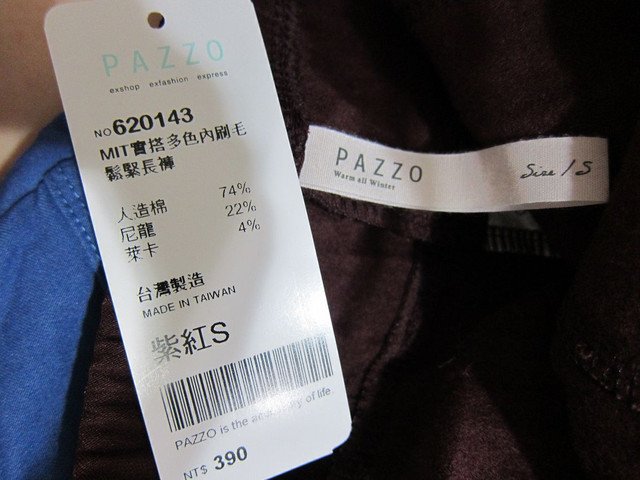 PAZZO
exshop exfashion express
NO620143
MIT實搭多色內刷毛
鬆緊長褲
人造棉 74%
尼龍 22%
萊卡 4%
台灣製造
MADE IN TAIWAN
紫紅S
PAZZO is the accessory of life
NT$ 390
PAZZO
Warm all Winter
Size / S